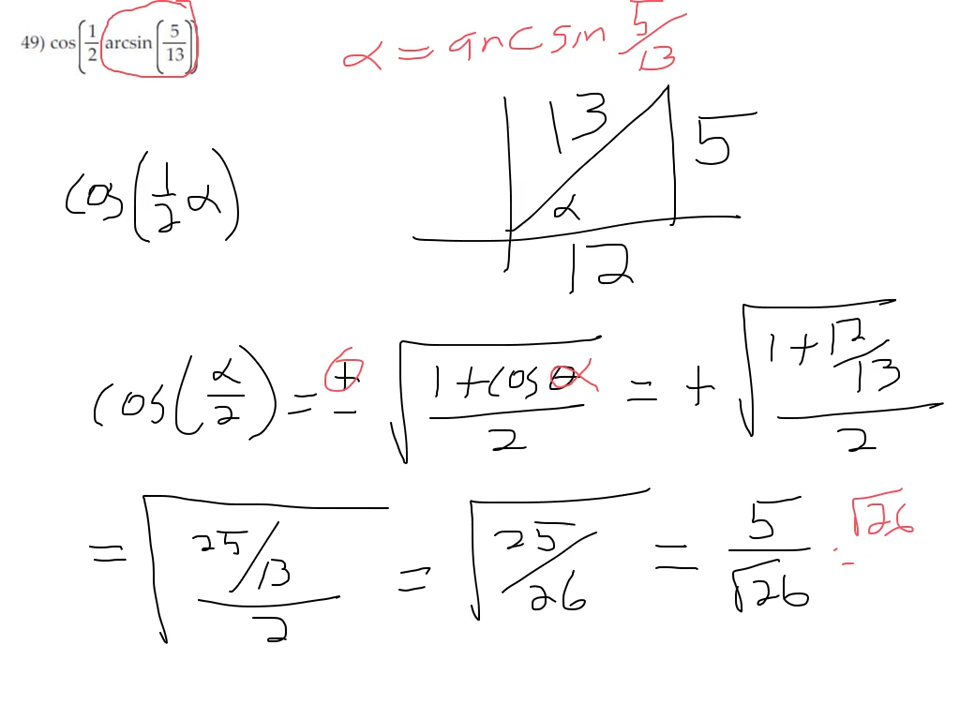 49) cos(1/2 arcsin(5/13))
α = arcsin 5/13
13
5
cos(1/2 α)
α
12
cos(α/2) = ± √((1+cos α)/2) = + √((1+12/13)/2)
= √((25/13)/2) = √(25/26) = 5/√26 · √26